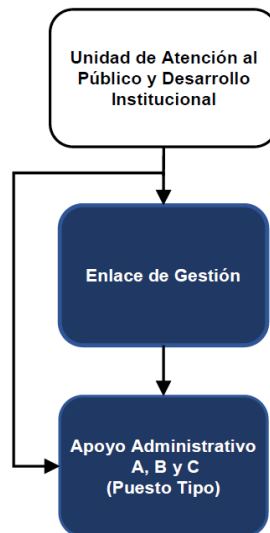 Unidad de Atención al
Público y Desarrollo
Institucional
Enlace de Gestión
Apoyo Administrativo
A, B y C
(Puesto Tipo)